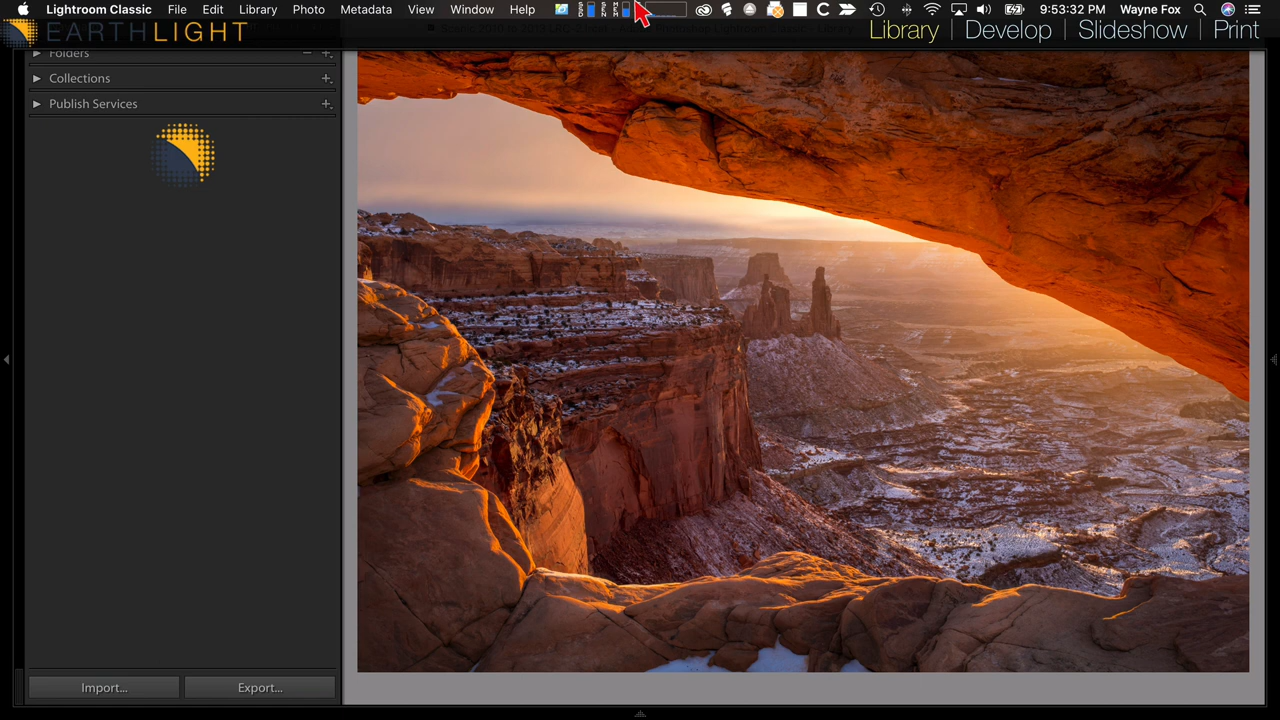 Lightroom Classic File Edit Library Photo Metadata View Window Help 9:53:32 PM Wayne Fox
EARTHLIGHT Library | Develop | Slideshow | Print
Folders
Collections
Publish Services
Import... Export...